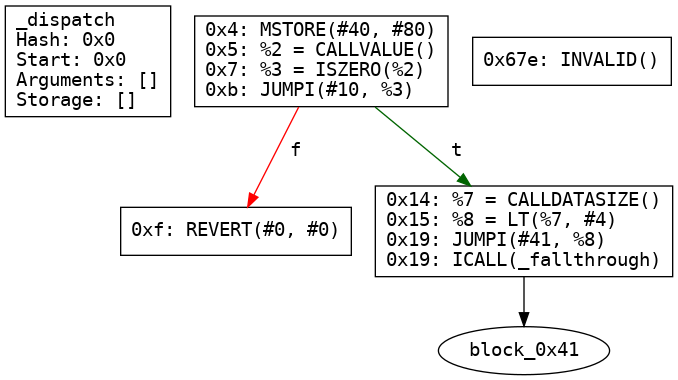 _dispatch
Hash: 0x0
Start: 0x0
Arguments: []
Storage: []
0x4: MSTORE(#40, #80)
0x5: %2 = CALLVALUE()
0x7: %3 = ISZERO(%2)
0xb: JUMPI(#10, %3)
0x67e: INVALID()
f
t
0xf: REVERT(#0, #0)
0x14: %7 = CALLDATASIZE()
0x15: %8 = LT(%7, #4)
0x19: JUMPI(#41, %8)
0x19: ICALL(_fallthrough)
block_0x41